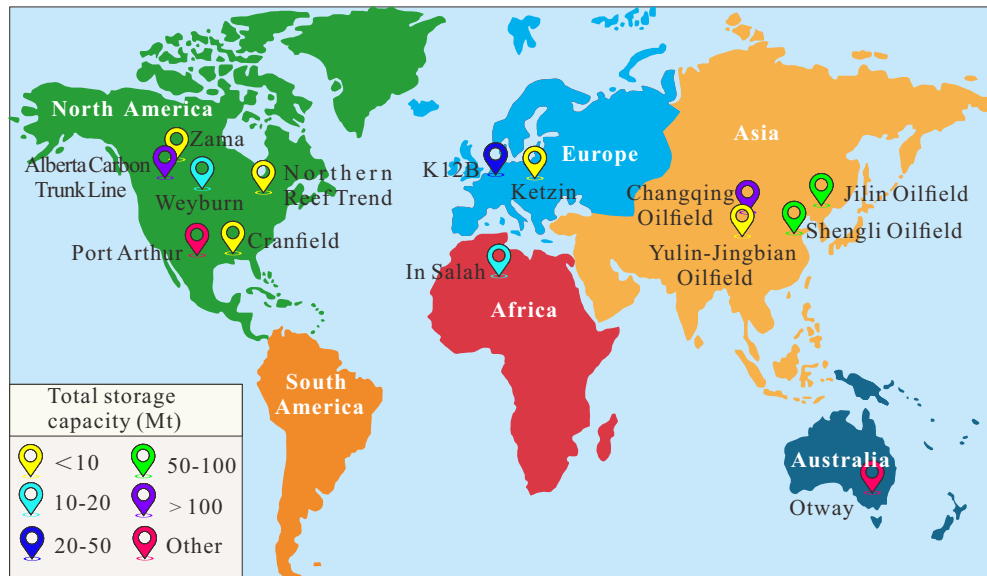 North America
Zama
Alberta Carbon
Trunk Line
Weyburn
Northern
Reef Trend
Port Arthur
Cranfield
K12B
Europe
Ketzin
Asia
Changqing
Oilfield
Jilin Oilfield
Shengli Oilfield
Yulin-Jingbian
Oilfield
In Salah
Africa
South
America
Australia
Otway
Total storage
capacity (Mt)
<10
50-100
10-20
>100
20-50
Other